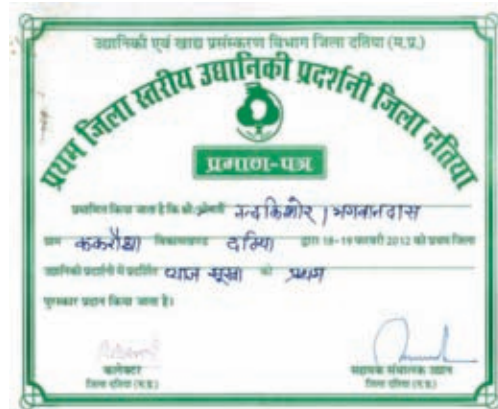 उद्यानिकी एवं खाद्य प्रसंस्करण विभाग जिला दतिया (म.प्र.)
प्रथम जिला स्तरीय उद्यानिकी प्रदर्शनी जिला दतिया
प्रमाण-पत्र
प्रमाणित किया जाता है कि श्री/श्रीमती नन्दकिशोर / भगवानदास
ग्राम ककरौआ विकासखण्ड दतिया द्वारा 18-19 फरवरी 2012 को प्रथम जिला
उद्यानिकी प्रदर्शनी में प्रदर्शित प्याज सूखा को प्रथम
पुरस्कार प्रदान किया जाता है।
कलेक्टर
जिला दतिया (म.प्र.)
सहायक संचालक उद्यान
जिला दतिया (म.प्र.)